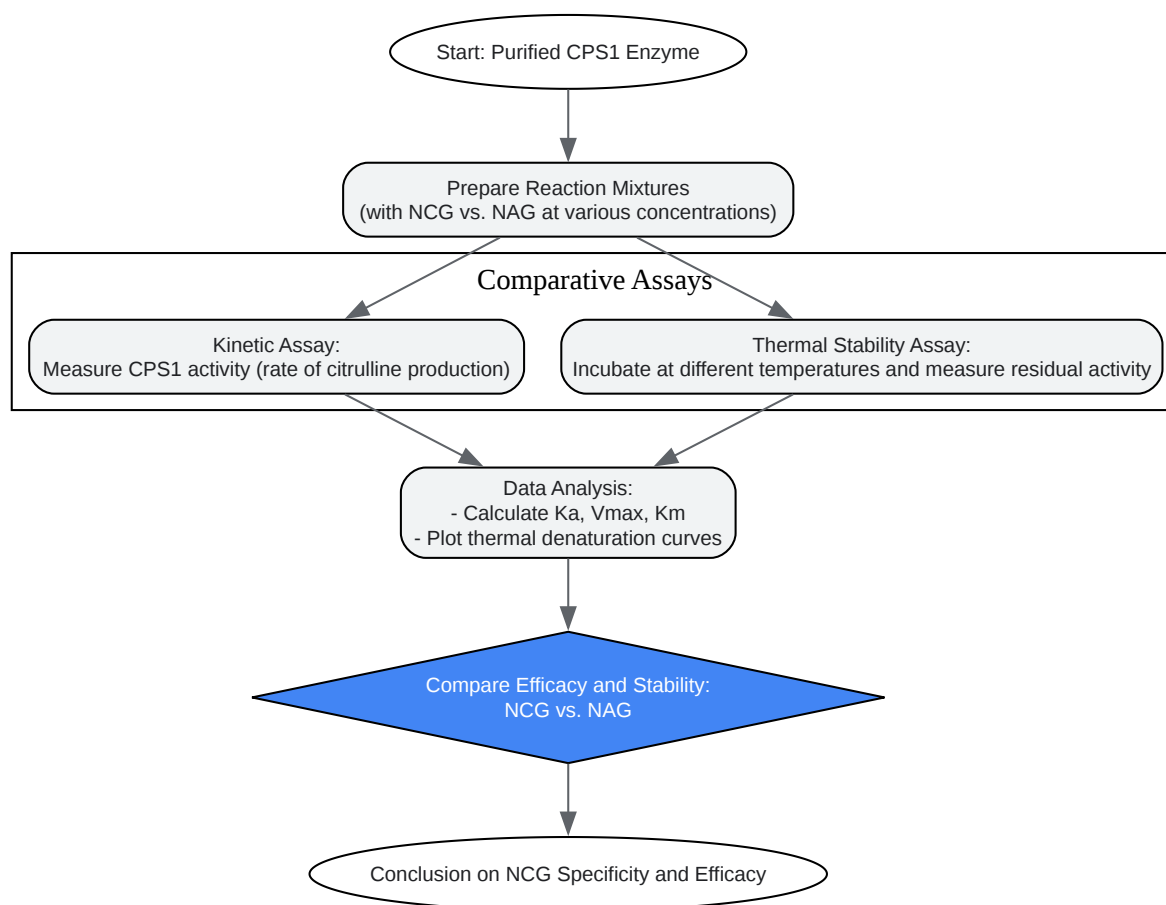 Start: Purified CPS1 Enzyme
Prepare Reaction Mixtures
(with NCG vs. NAG at various concentrations)
Comparative Assays
Kinetic Assay:
Measure CPS1 activity (rate of citrulline production)
Thermal Stability Assay:
Incubate at different temperatures and measure residual activity
Data Analysis:
- Calculate Ka, Vmax, Km
- Plot thermal denaturation curves
Compare Efficacy and Stability:
NCG vs. NAG
Conclusion on NCG Specificity and Efficacy